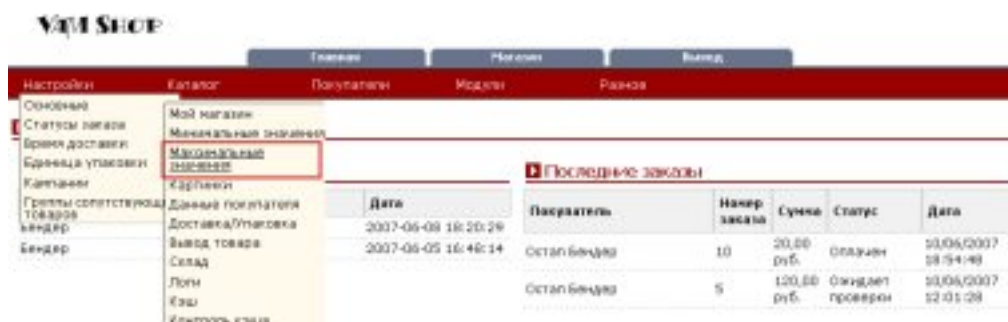 VaM Shop
Главная Магазин Выход
Настройки Каталог Покупатели Модули Разное
Основные
Статусы заказа
Время доставки
Единица упаковки
Кампании
Группы сопутствующ
товаров
Мой магазин
Минимальные значения
Максимальные
значения
Картинки
Данные покупателя
Доставка/Упаковка
Вывод товара
Склад
Логи
Кэш
Контроль кэша
Дата
Бендер 2007-06-08 18:20:29
Бендер 2007-06-05 16:48:14
Последние заказы
Покупатель Номер заказа Сумма Статус Дата
Остап Бендер 10 20,00 руб. Оплачен 10/06/2007 18:54:48
Остап Бендер 5 120,00 руб. Ожидает проверки 10/06/2007 12:01:28